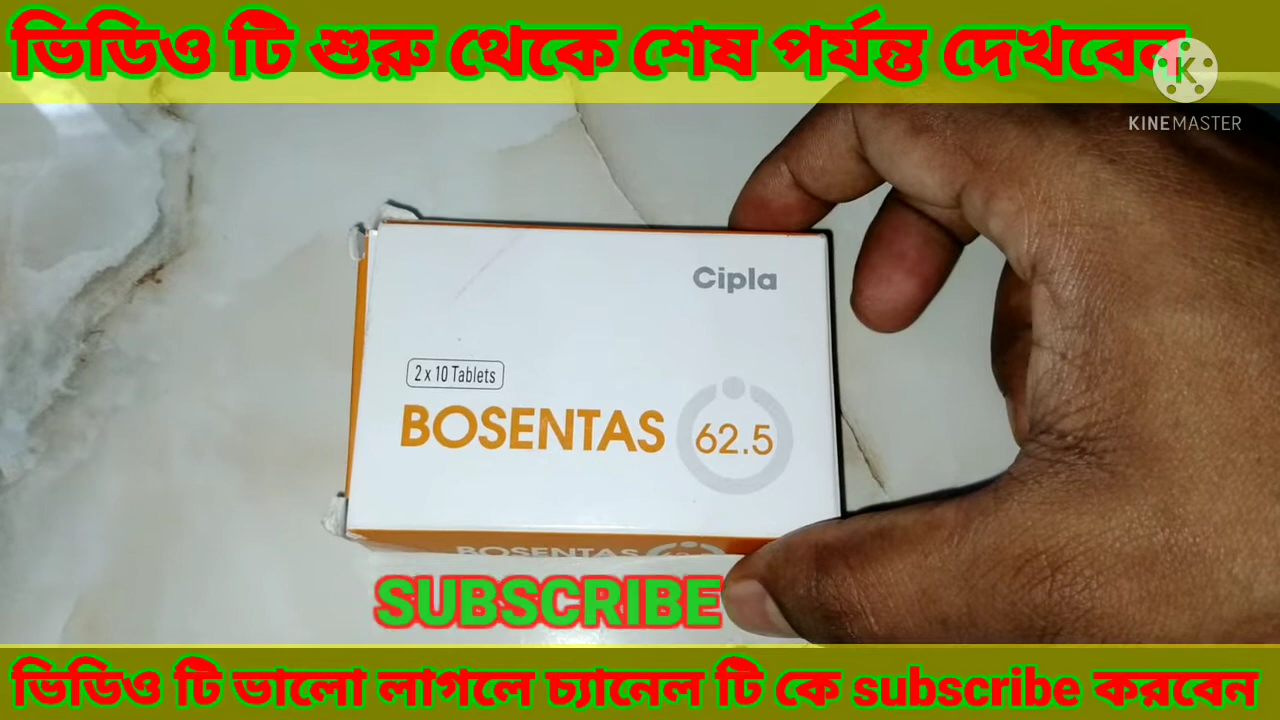 ভিডিও টি শুরু থেকে শেষ পর্যন্ত দেখবেন
K
KINEMASTER
Cipla
2 x 10 Tablets
BOSENTAS 62.5
BOSENTAS
SUBSCRIBE
ভিডিও টি ভালো লাগলে চ্যানেল টি কে subscribe করবেন